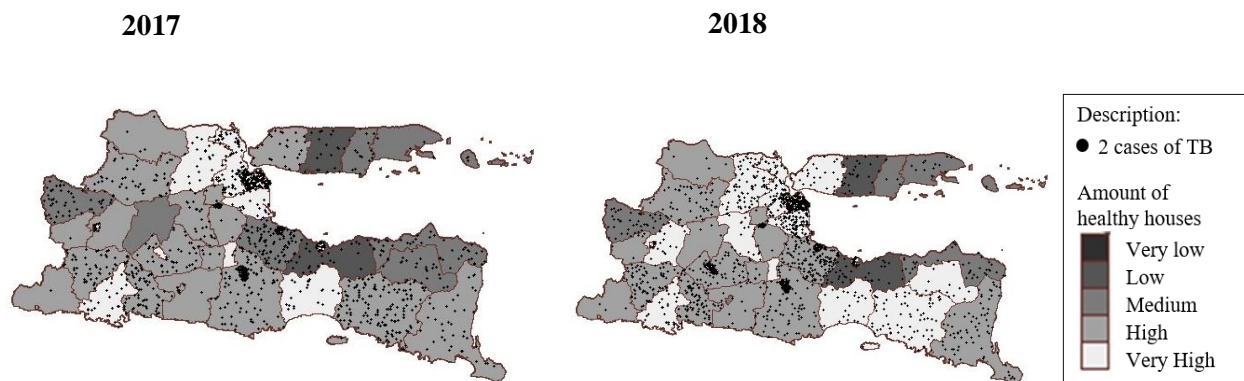 2017
2018
Description:
2 cases of TB
Amount of
healthy houses
Very low
Low
Medium
High
Very High